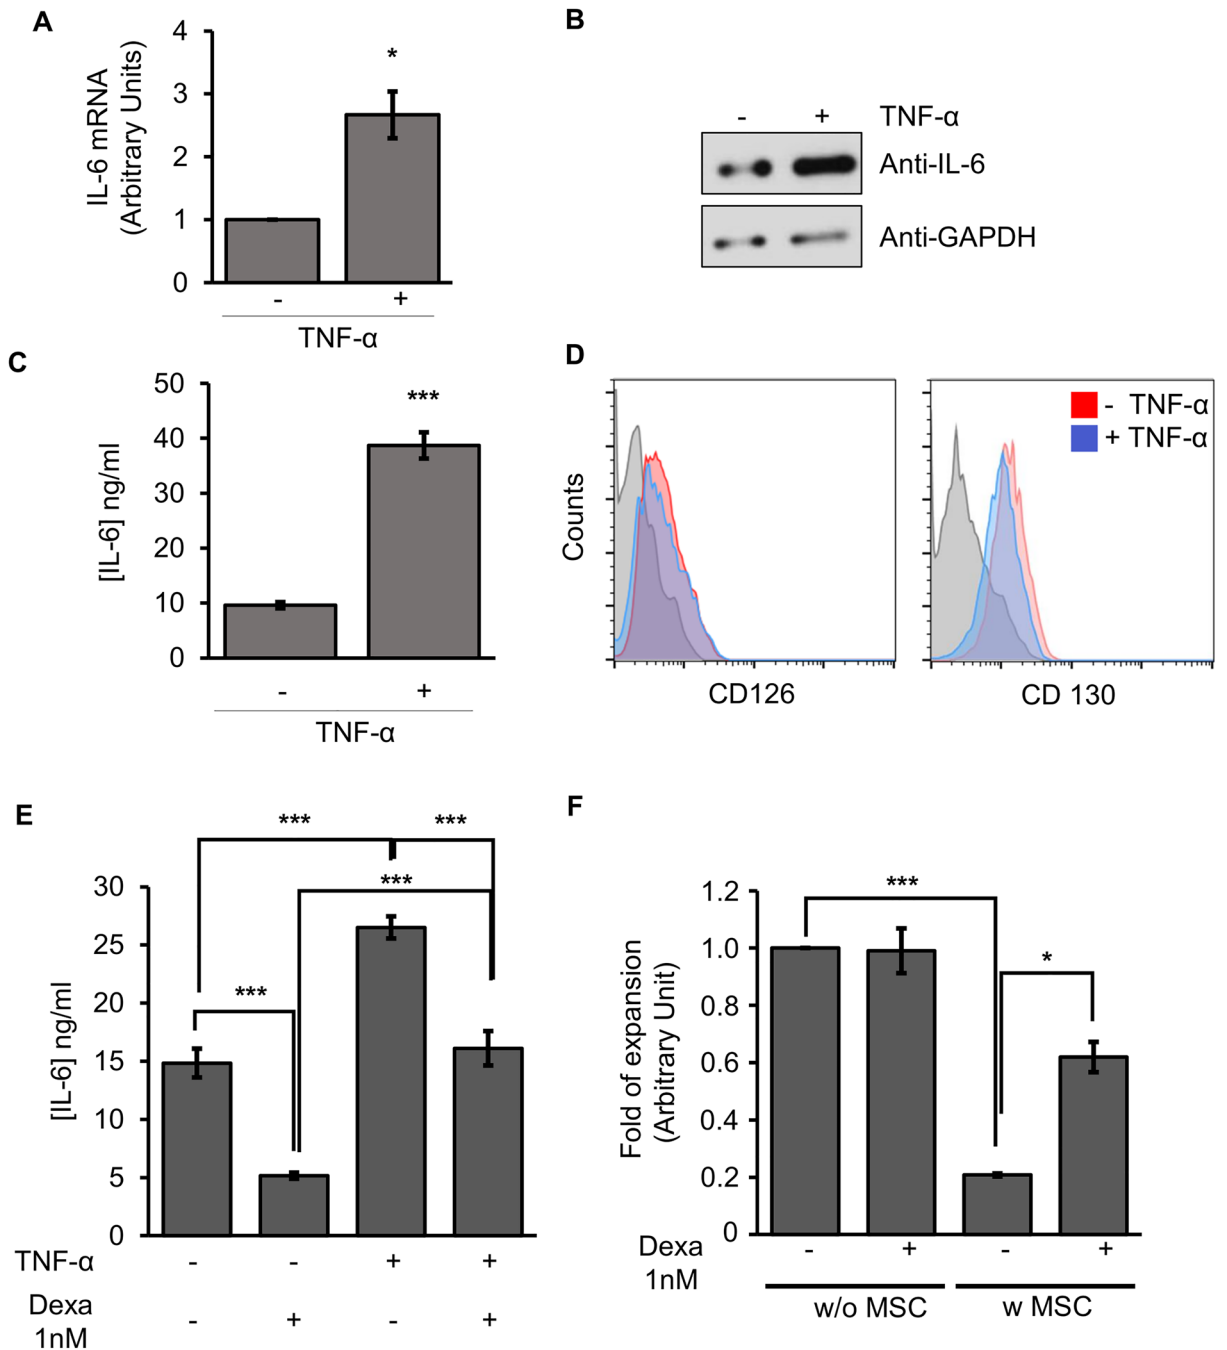 A
IL-6 mRNA
(Arbitrary Units)
4
3
2
1
0
*
- +
TNF-α
B
- + TNF-α
Anti-IL-6
Anti-GAPDH
C
[IL-6] ng/ml
50
40
30
20
10
0
***
- +
TNF-α
D
Counts
CD126
- TNF-α
+ TNF-α
CD 130
E
[IL-6] ng/ml
30
25
20
15
10
5
0
*** ***
***
***
TNF-α - - + +
Dexa
1nM
- + - +
F
Fold of expansion
(Arbitrary Unit)
1.2
1.0
0.8
0.6
0.4
0.2
0
***
*
Dexa
1nM
- + - +
w/o MSC w MSC